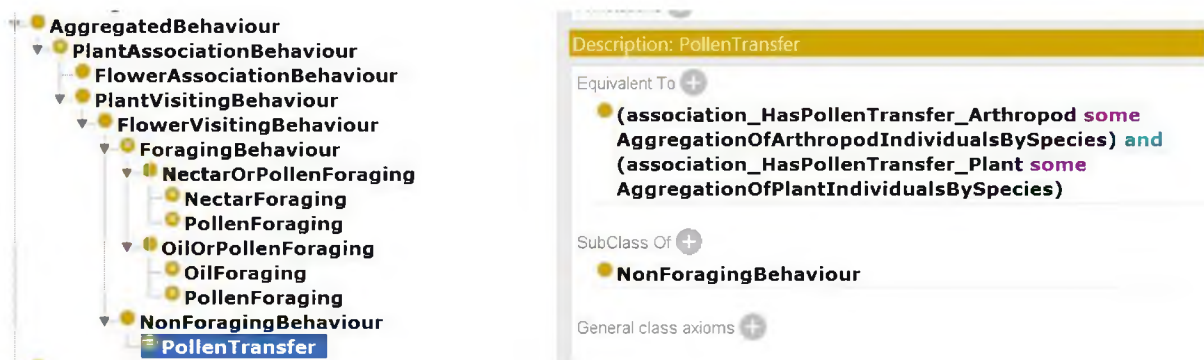 AggregatedBehaviour
PlantAssociationBehaviour
FlowerAssociationBehaviour
PlantVisitingBehaviour
FlowerVisitingBehaviour
ForagingBehaviour
NectarOrPollenForaging
NectarForaging
PollenForaging
OilOrPollenForaging
OilForaging
PollenForaging
NonForagingBehaviour
PollenTransfer
Description: PollenTransfer
Equivalent To
(association_HasPollenTransfer_Arthropod some
AggregationOfArthropodIndividualsBySpecies) and
(association_HasPollenTransfer_Plant some
AggregationOfPlantIndividualsBySpecies)
SubClass Of
NonForagingBehaviour
General class axioms